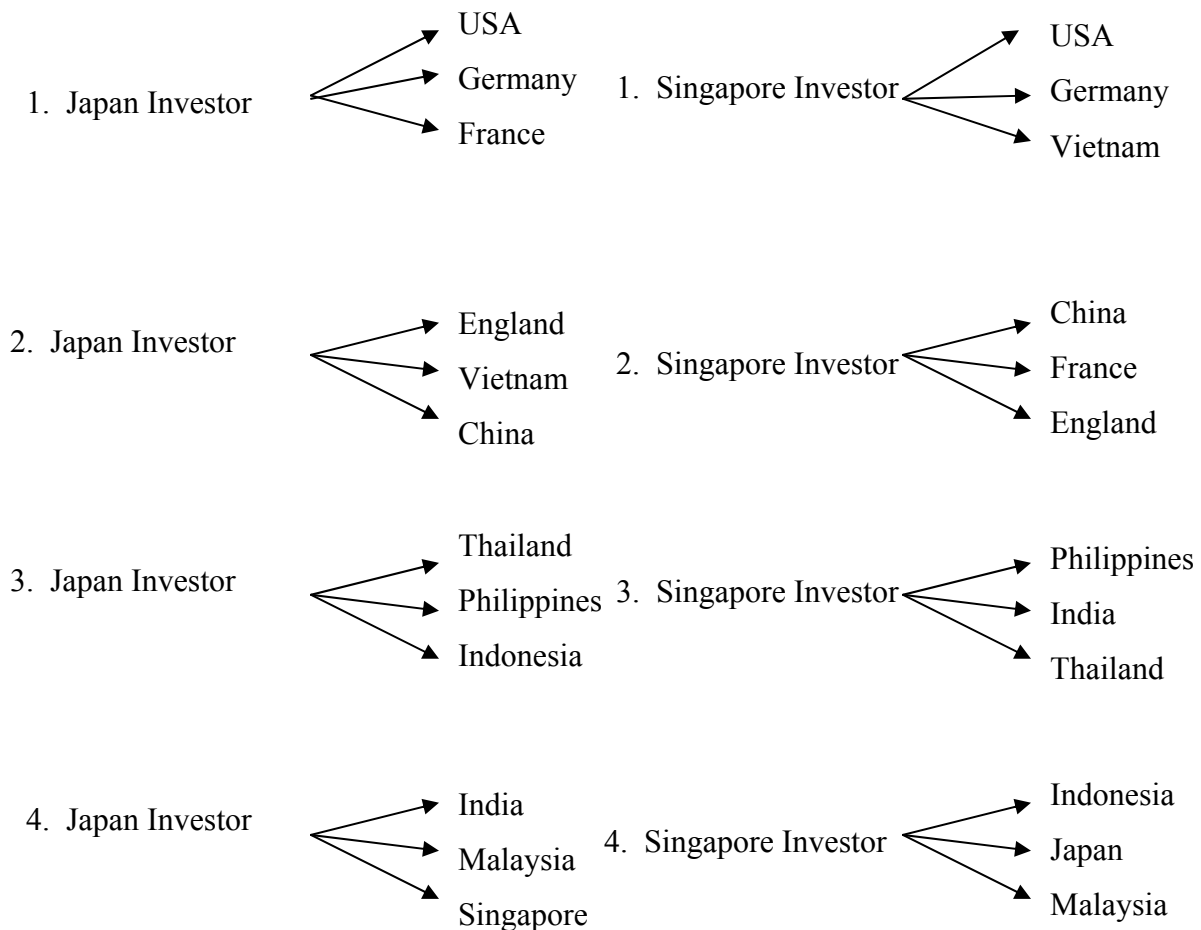 USA
1. Japan Investor
Germany
France
USA
1. Singapore Investor
Germany
Vietnam
England
2. Japan Investor
Vietnam
China
China
2. Singapore Investor
France
England
Thailand
3. Japan Investor
Philippines
Indonesia
Philippines
3. Singapore Investor
India
Thailand
India
4. Japan Investor
Malaysia
Singapore
Indonesia
4. Singapore Investor
Japan
Malaysia